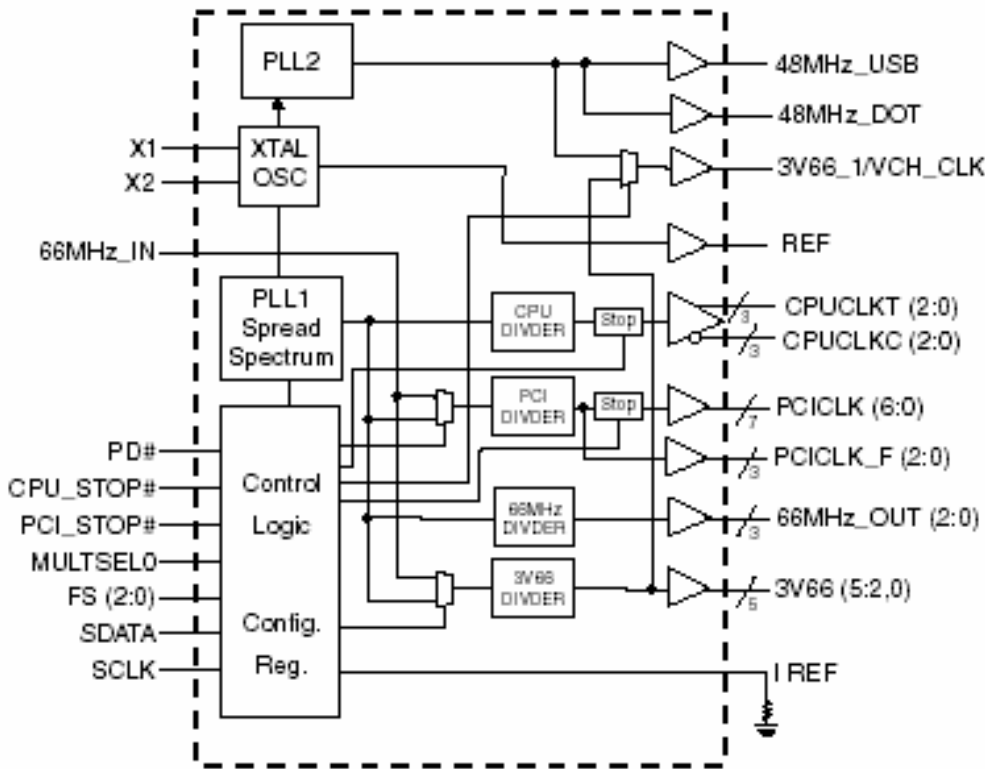 PLL2
48MHz_USB
48MHz_DOT
X1
X2
XTAL
OSC
3V66_1/VCH_CLK
REF
66MHz_IN
PLL1
Spread
Spectrum
CPU
DIVDER
Stop
3
CPUCLKT (2:0)
3
CPUCLKC (2:0)
PCI
DIVDER
Stop
7
PCICLK (6:0)
3
PCICLK_F (2:0)
PD#
CPU_STOP#
PCI_STOP#
MULTSEL0
FS (2:0)
SDATA
SCLK
Control
Logic
Config.
Reg.
66MHz
DIVDER
3
66MHz_OUT (2:0)
3V66
DIVDER
5
3V66 (5:2,0)
I REF